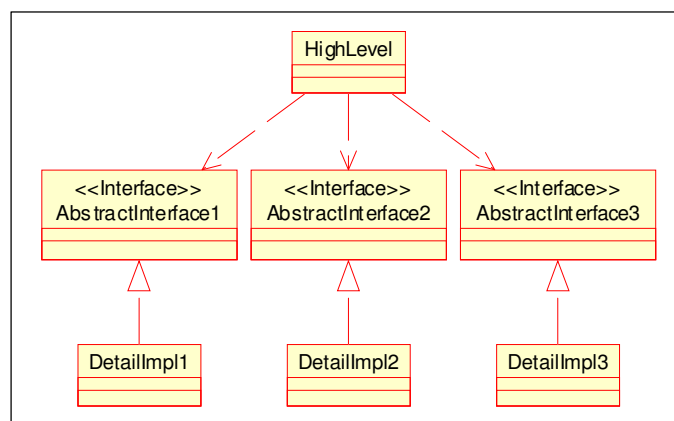 HighLevel
<<Interface>>
AbstractInterface1
<<Interface>>
AbstractInterface2
<<Interface>>
AbstractInterface3
DetailImpl1
DetailImpl2
DetailImpl3